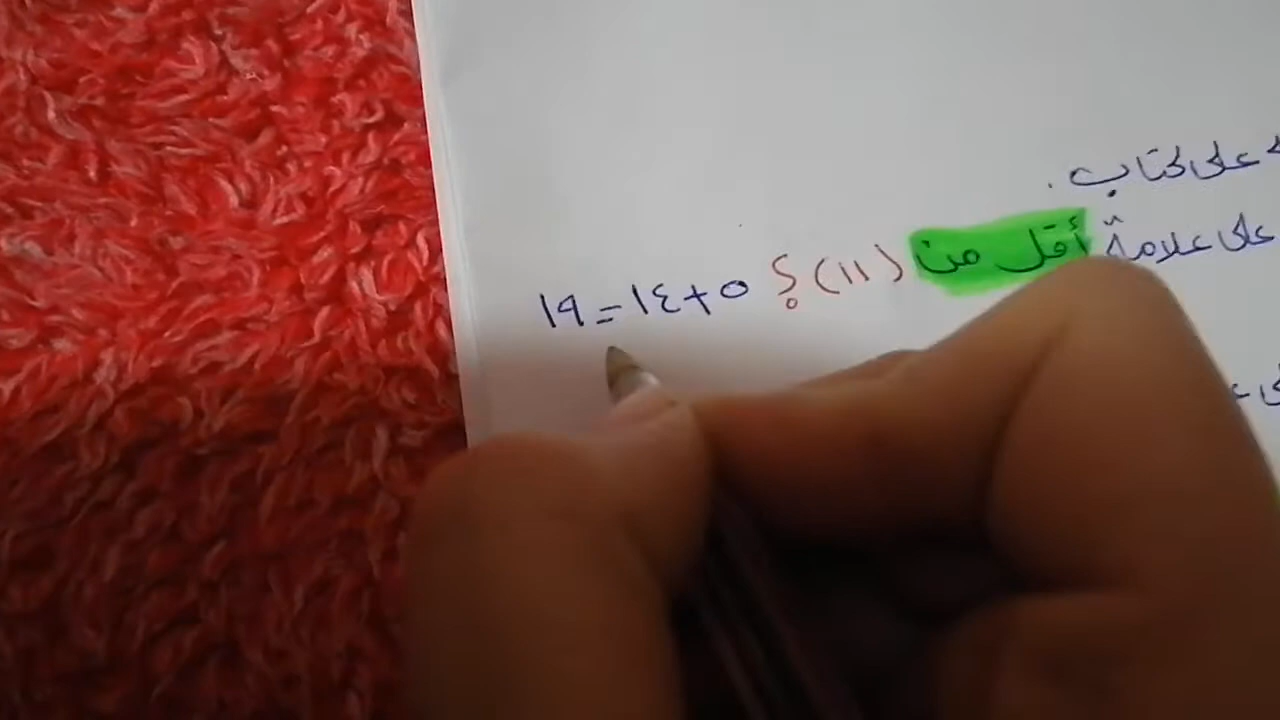 على كتاب .
على علامة أقل من (١١) ؟ ٥+١٤=١٩